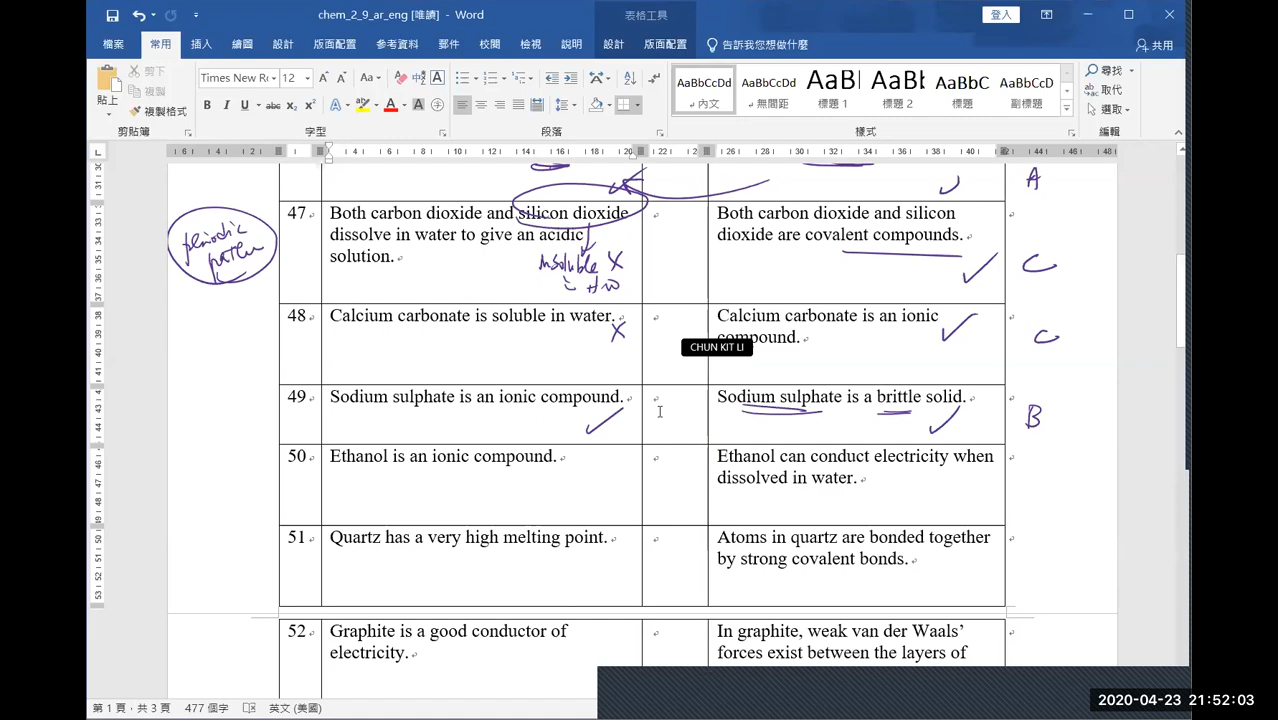 chem_2_9_ar_eng [唯讀] - Word
表格工具
登入
檔案 常用 插入 繪圖 設計 版面配置 參考資料 郵件 校閱 檢視 說明 設計 版面配置 告訴我您想做什麼 共用
剪下
複製
貼上
複製格式
Times New Ro 12
AaBbCcDd AaBbCcDd AaBl AaBb AaBbC AaBbCcD
內文 無間距 標題 1 標題 2 標題 副標題
尋找
取代
選取
剪貼簿 字型 段落 樣式 編輯
A
periodic
47 Both carbon dioxide and silicon dioxide
dissolve in water to give an acidic
solution.
insoluble X
Both carbon dioxide and silicon
dioxide are covalent compounds.
C
48 Calcium carbonate is soluble in water.
X
Calcium carbonate is an ionic
compound.
C
CHUN KIT LI
49 Sodium sulphate is an ionic compound.
Sodium sulphate is a brittle solid.
B
50 Ethanol is an ionic compound.
Ethanol can conduct electricity when
dissolved in water.
51 Quartz has a very high melting point.
Atoms in quartz are bonded together
by strong covalent bonds.
52 Graphite is a good conductor of
electricity.
In graphite, weak van der Waals’
forces exist between the layers of
第 1 頁，共 3 頁 477 個字 英文 (美國)
2020-04-23 21:52:03